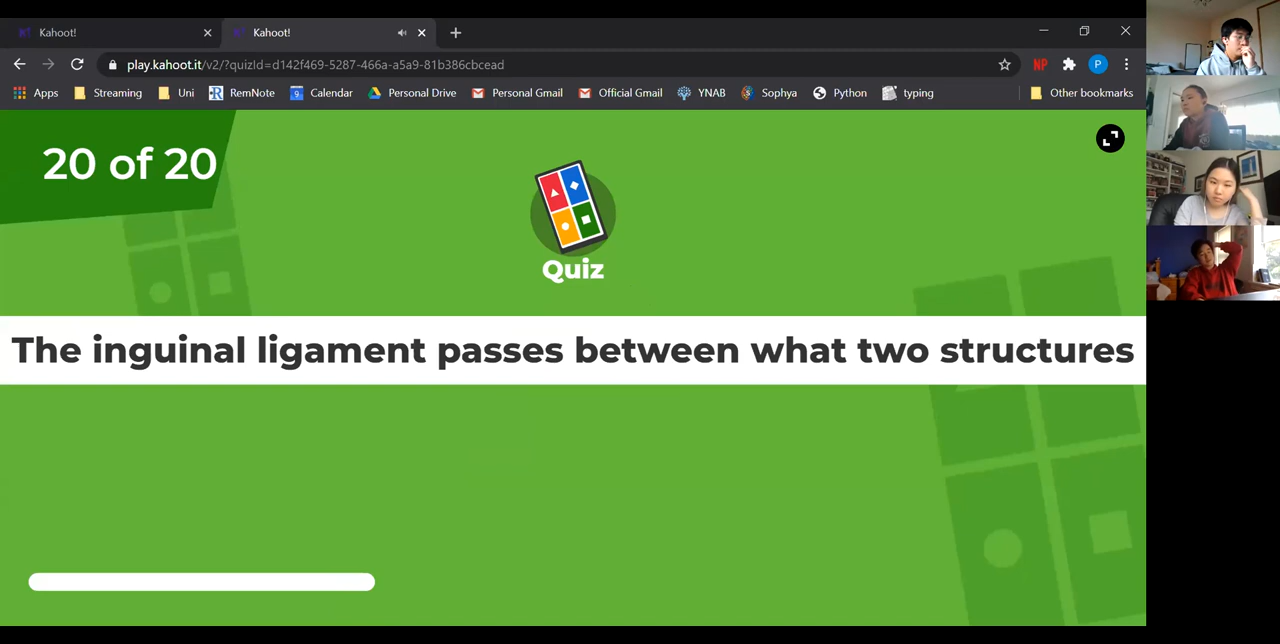 Kahoot!
Kahoot!
play.kahoot.it/v2/?quizId=d142f469-5287-466a-a5a9-81b386cbcead
NP
P
Apps
Streaming
Uni
R
RemNote
9
Calendar
Personal Drive
Personal Gmail
Official Gmail
YNAB
Sophya
Python
typing
Other bookmarks
20 of 20
Quiz
The inguinal ligament passes between what two structures